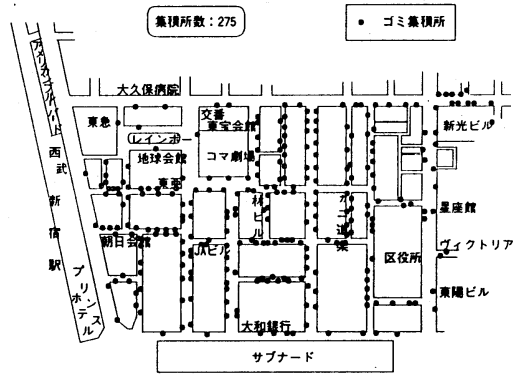 集積所数：275
ゴミ集積所
アメリカンブルバード
西武新宿駅
プリンスホテル
大久保病院
東急
レインボー
地球会館
東亜
朝日会館
交番
東宝会館
コマ劇場
林ビル
JAビル
大和銀行
区役所
新光ビル
星座館
ヴィクトリア
東陽ビル
サブナード